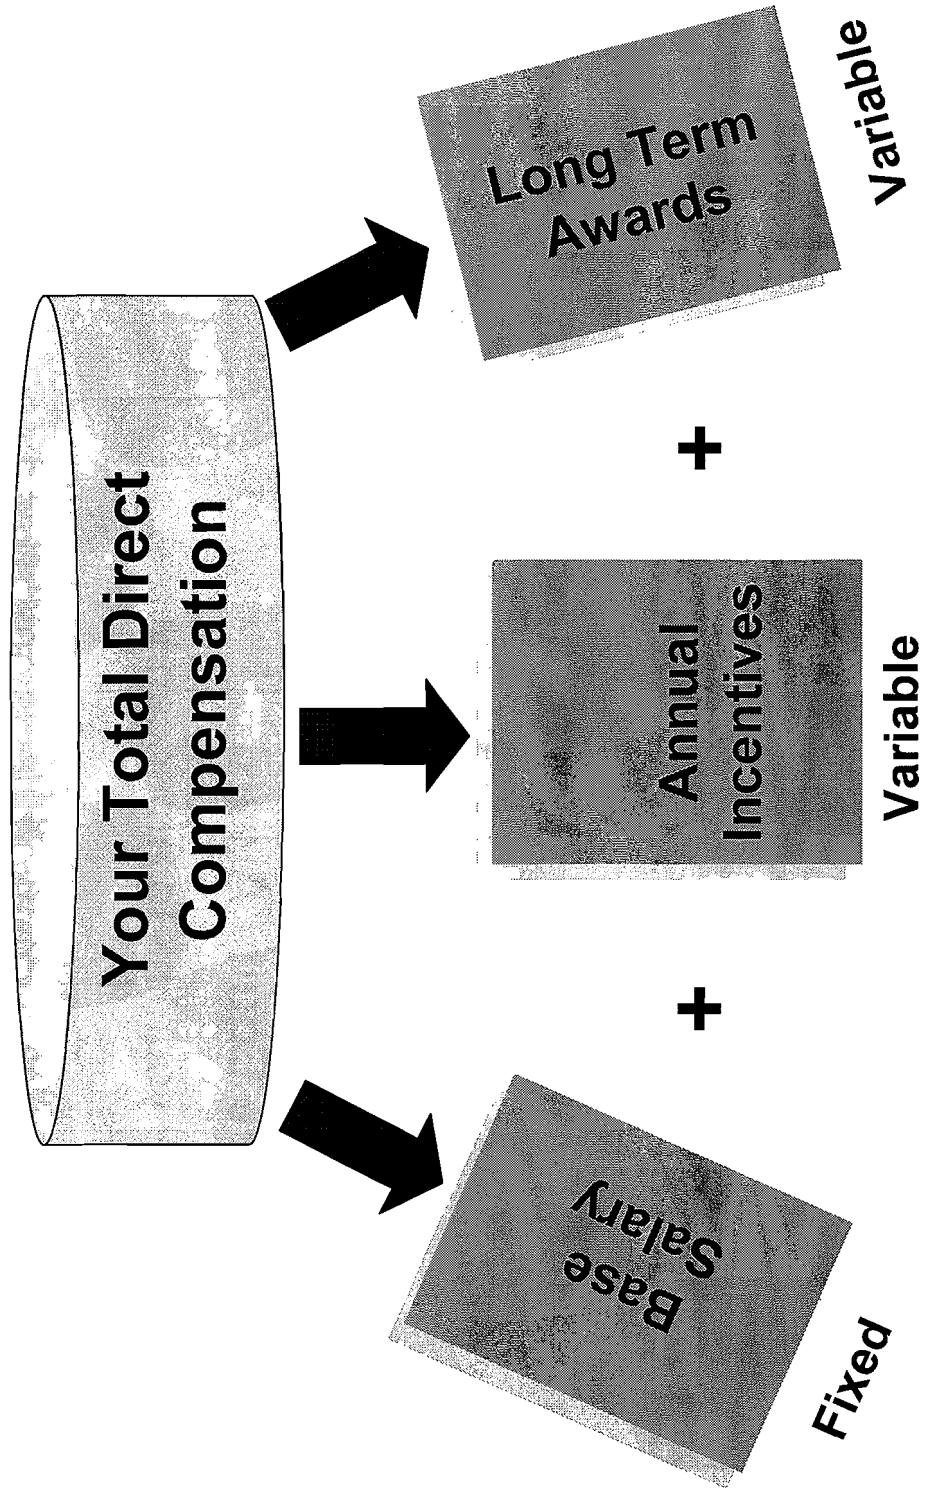 Your Total Direct
Compensation
Base
Salary
Fixed
+
Annual
Incentives
Variable
+
Long Term
Awards
Variable